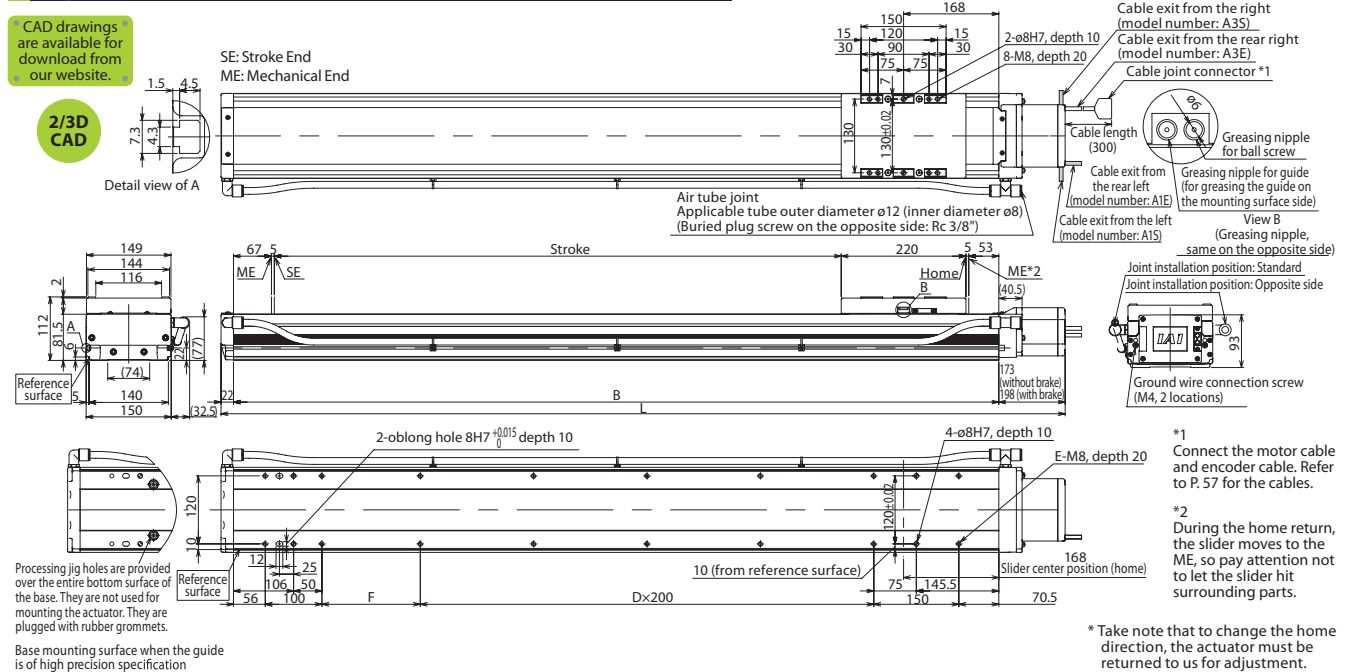 CAD drawings
are available for
download from
our website.
2/3D
CAD
SE: Stroke End
ME: Mechanical End
1.5
4.5
7.3
4.3
Detail view of A
168
150
15
120
15
30
90
30
75
75
7
130
130±0.02
2-ø8H7, depth 10
8-M8, depth 20
Cable exit from the right
(model number: A3S)
Cable exit from the rear right
(model number: A3E)
Cable joint connector *1
Cable length
(300)
Cable exit from
the rear left
(model number: A1E)
Cable exit from the left
(model number: A1S)
ø6
Greasing nipple
for ball screw
Greasing nipple for guide
(for greasing the guide on
the mounting surface side)
View B
(Greasing nipple,
same on the opposite side)
Air tube joint
Applicable tube outer diameter ø12 (inner diameter ø8)
(Buried plug screw on the opposite side: Rc 3/8")
149
144
116
2
112
81.5
A
6
22
(77)
(74)
Reference
surface
5
140
150
(32.5)
67
5
Stroke
220
5
53
ME
SE
Home
ME*2
B
(40.5)
22
B
173
(without brake)
198 (with brake)
L
Joint installation position: Standard
Joint installation position: Opposite side
IAI
93
Ground wire connection screw
(M4, 2 locations)
2-oblong hole 8H7 +0.015 0 depth 10
4-ø8H7, depth 10
E-M8, depth 20
120
10
120±0.02
12
25
106
50
56
100
F
D×200
10 (from reference surface)
75
145.5
150
70.5
168
Slider center position (home)
Reference
surface
Processing jig holes are provided
over the entire bottom surface of
the base. They are not used for
mounting the actuator. They are
plugged with rubber grommets.
Base mounting surface when the guide
is of high precision specification
*1
Connect the motor cable
and encoder cable. Refer
to P. 57 for the cables.
*2
During the home return,
the slider moves to the
ME, so pay attention not
to let the slider hit
surrounding parts.
* Take note that to change the home
direction, the actuator must be
returned to us for adjustment.